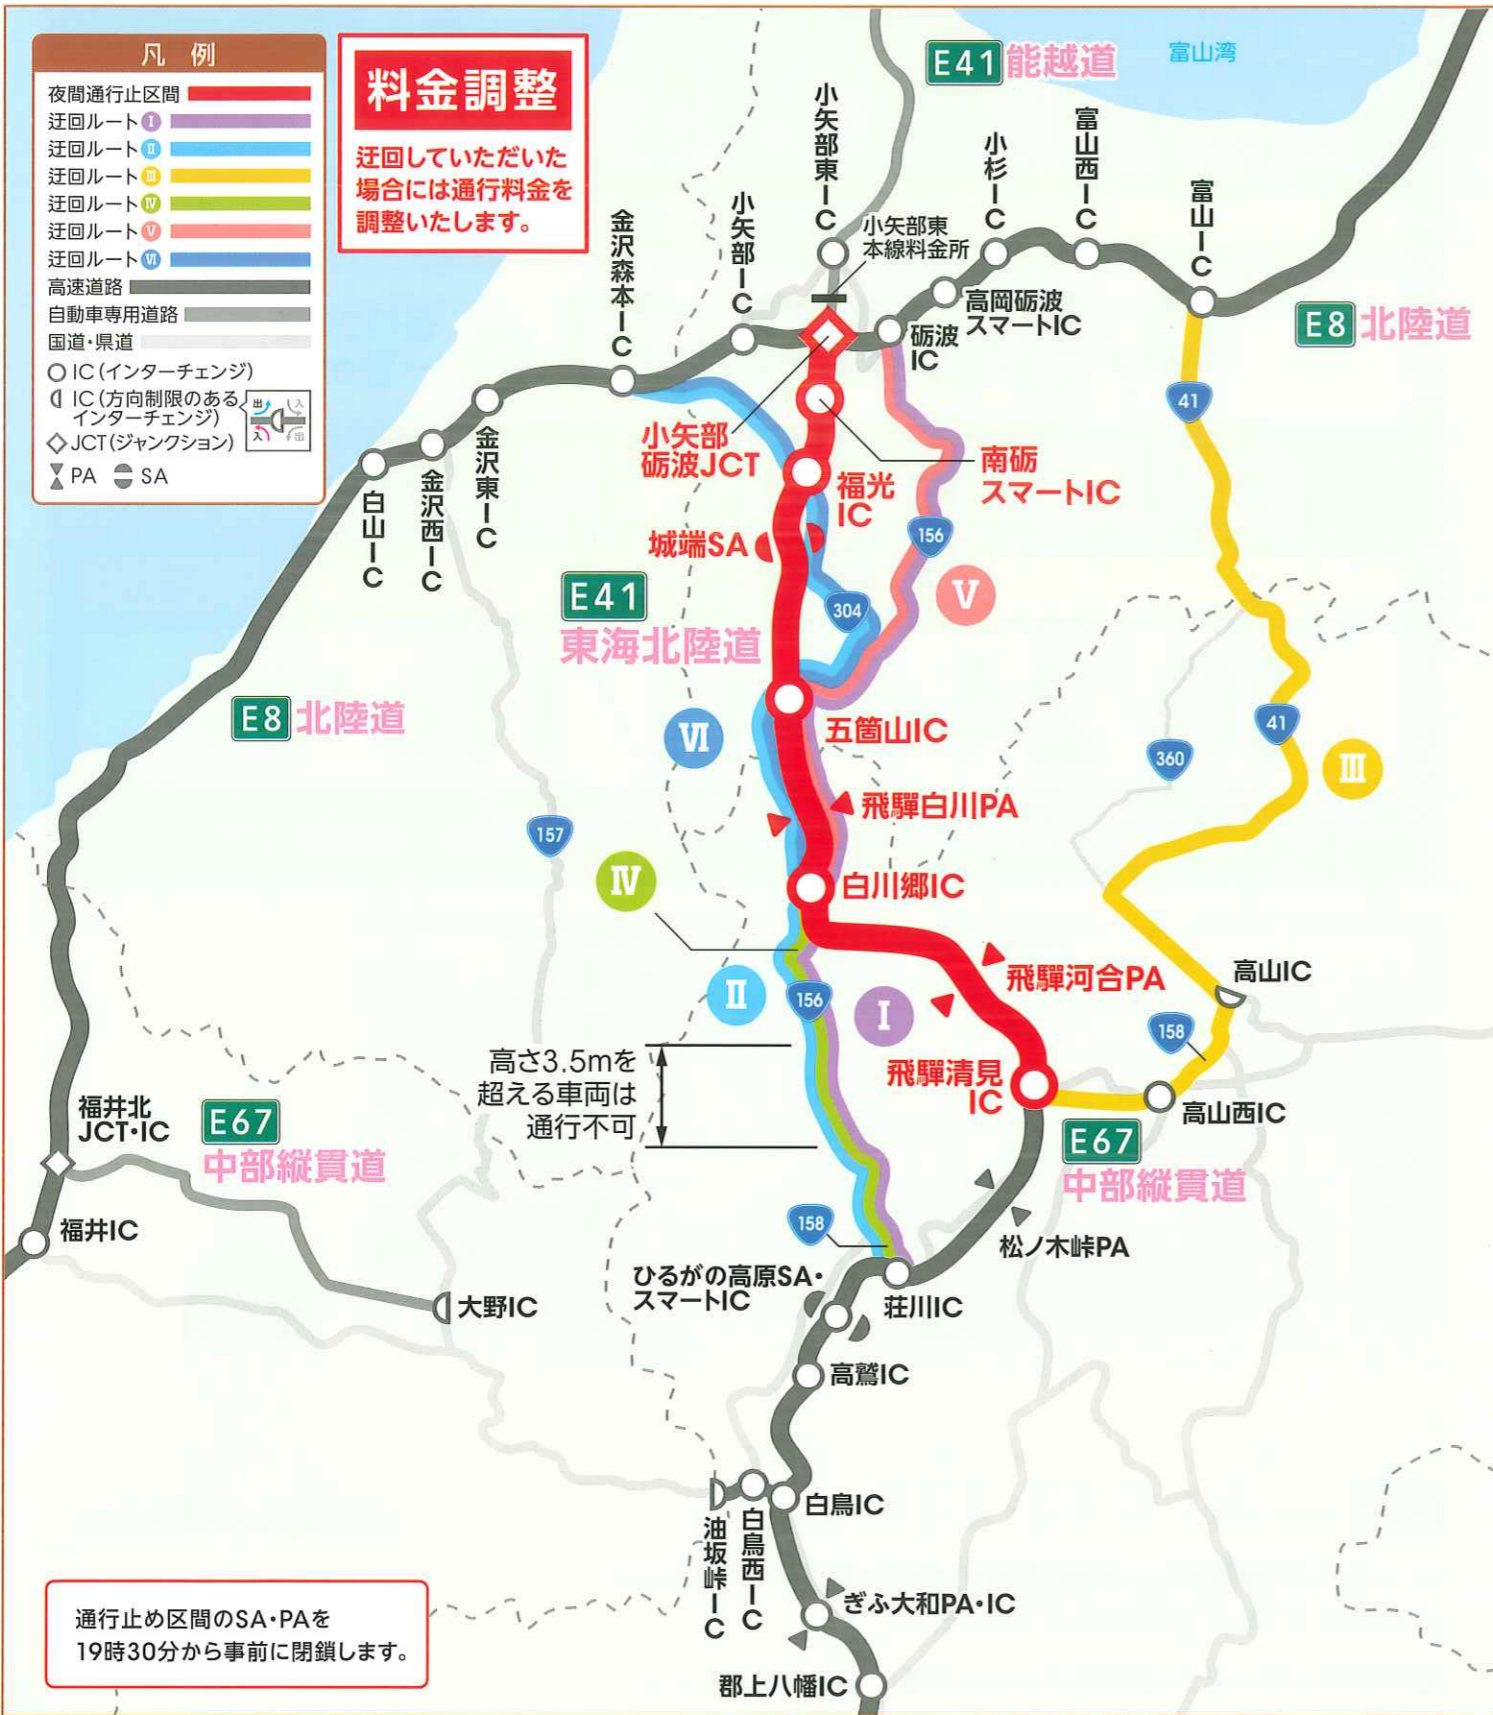 凡 例
夜間通行止区間
迂回ルートⅠ
迂回ルートⅡ
迂回ルートⅢ
迂回ルートⅣ
迂回ルートⅤ
迂回ルートⅥ
高速道路
自動車専用道路
国道・県道
IC(インターチェンジ)
IC(方向制限のある
インターチェンジ)
出
入
入
出
JCT(ジャンクション)
PA
SA
料金調整
迂回していただいた
場合には通行料金を
調整いたします。
E41 能越道
富山湾
小矢部東IC
小矢部東
本線料金所
小杉IC
富山西IC
富山IC
小矢部IC
金沢森本IC
高岡砺波
スマートIC
砺波
IC
E8 北陸道
41
金沢東IC
金沢西IC
白山IC
小矢部
砺波JCT
南砺
スマートIC
福光
IC
城端SA
156
Ⅴ
304
E41
東海北陸道
E8 北陸道
Ⅵ
五箇山IC
41
360
Ⅲ
飛騨白川PA
157
Ⅳ
白川郷IC
高山IC
飛騨河合PA
Ⅱ
156
Ⅰ
158
高さ3.5mを
超える車両は
通行不可
飛騨清見
IC
高山西IC
福井北
JCT・IC
E67
中部縦貫道
E67
中部縦貫道
158
福井IC
松ノ木峠PA
ひるがの高原SA・
スマートIC
荘川IC
大野IC
高鷲IC
白鳥IC
油坂峠IC
白鳥西IC
ぎふ大和PA・IC
郡上八幡IC
通行止め区間のSA・PAを
19時30分から事前に閉鎖します。